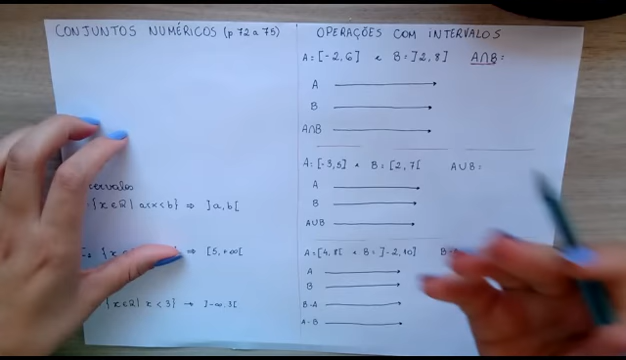 CONJUNTOS NUMÉRICOS (p 72 a 75)
ervalos
{x ∈ R | a<x<b} ⇒ ]a,b[
{x ⇒ [5,+∞[
{x ∈ R | x < 3} → ]-∞,3[
OPERAÇÕES COM INTERVALOS
A=[-2,6] e B=]2,8] A∩B=
A
B
A∩B
A=[-3,5] e B=[2,7[ A∪B=
A
B
A∪B
A=[4,8[ e B=]-2,10] B-
A
B
B-A
A-B